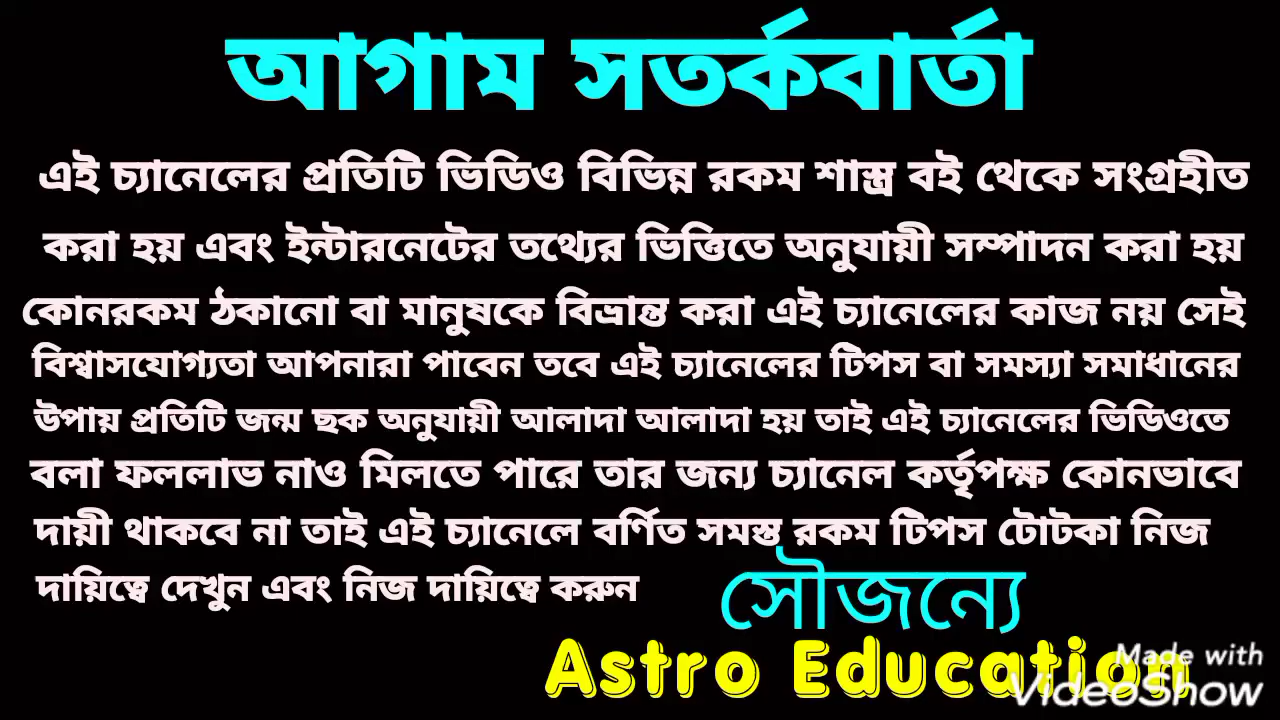 আগাম সতর্কবার্তা
এই চ্যানেলের প্রতিটি ভিডিও বিভিন্ন রকম শাস্ত্র বই থেকে সংগ্রহীত
করা হয় এবং ইন্টারনেটের তথ্যের ভিত্তিতে অনুযায়ী সম্পাদন করা হয়
কোনরকম ঠকানো বা মানুষকে বিভ্রান্ত করা এই চ্যানেলের কাজ নয় সেই
বিশ্বাসযোগ্যতা আপনারা পাবেন তবে এই চ্যানেলের টিপস বা সমস্যা সমাধানের
উপায় প্রতিটি জন্ম ছক অনুযায়ী আলাদা আলাদা হয় তাই এই চ্যানেলের ভিডিওতে
বলা ফললাভ নাও মিলতে পারে তার জন্য চ্যানেল কর্তৃপক্ষ কোনভাবে
দায়ী থাকবে না তাই এই চ্যানেলে বর্ণিত সমস্ত রকম টিপস টোটকা নিজ
দায়িত্বে দেখুন এবং নিজ দায়িত্বে করুন
সৌজন্যে
Astro Education
Made with
VideoShow